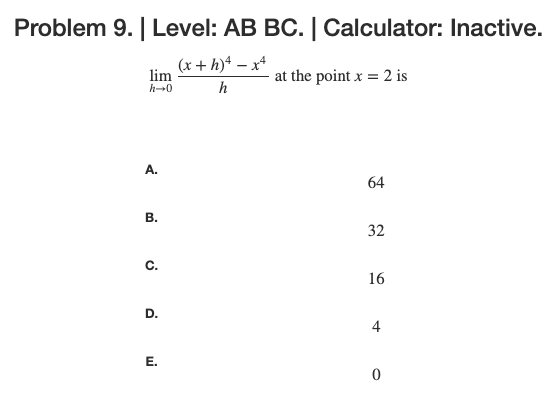 Problem 9. | Level: AB BC. | Calculator: Inactive.
lim h→0 (x + h)⁴ − x⁴ / h at the point x = 2 is
A. 64
B. 32
C. 16
D. 4
E. 0